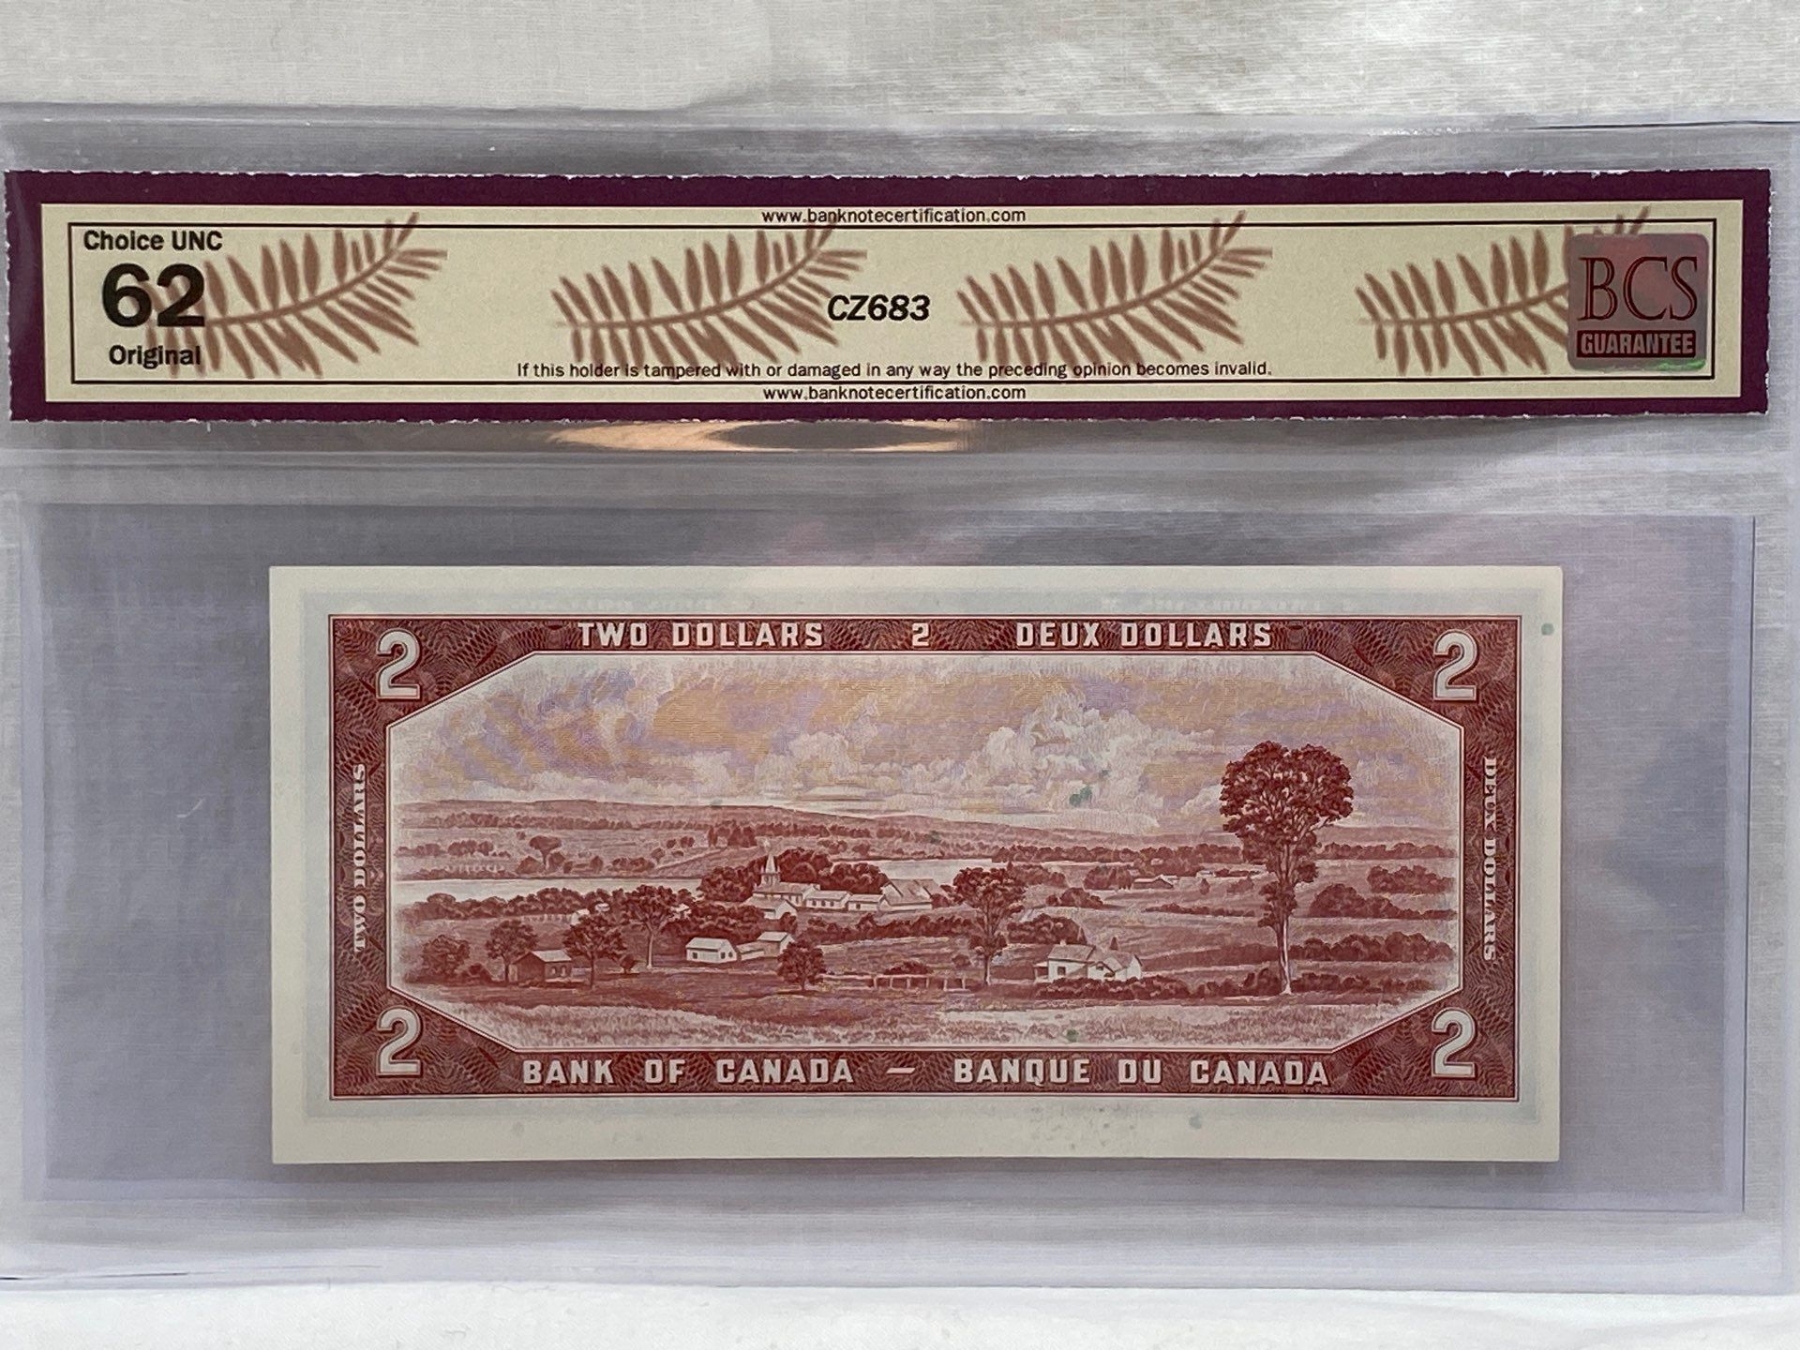 www.banknotecertification.com
Choice UNC
62
Original
CZ683
BCS
GUARANTEE
If this holder is tampered with or damaged in any way the preceding opinion becomes invalid.
www.banknotecertification.com
2
TWO DOLLARS 2 DEUX DOLLARS
2
TWO DOLLARS
DEUX DOLLARS
2
BANK OF CANADA — BANQUE DU CANADA
2